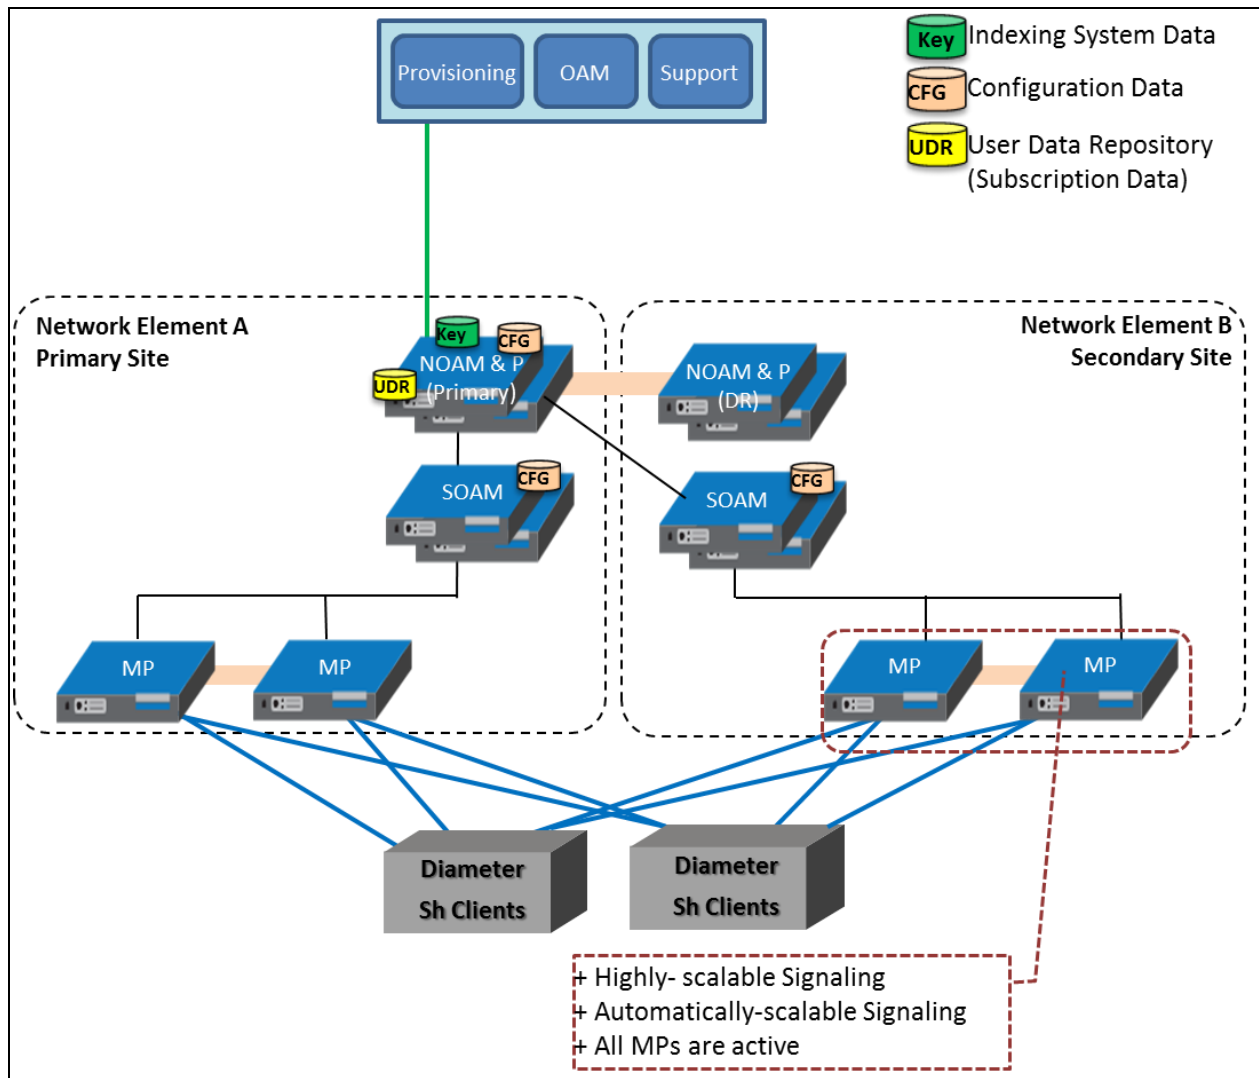 Provisioning
OAM
Support
Key Indexing System Data
CFG Configuration Data
UDR User Data Repository
(Subscription Data)
Network Element A
Primary Site
Network Element B
Secondary Site
Key
CFG
UDR
NOAM & P
(Primary)
NOAM & P
(DR)
CFG
SOAM
CFG
SOAM
MP
MP
MP
MP
Diameter
Sh Clients
Diameter
Sh Clients
+ Highly- scalable Signaling
+ Automatically-scalable Signaling
+ All MPs are active